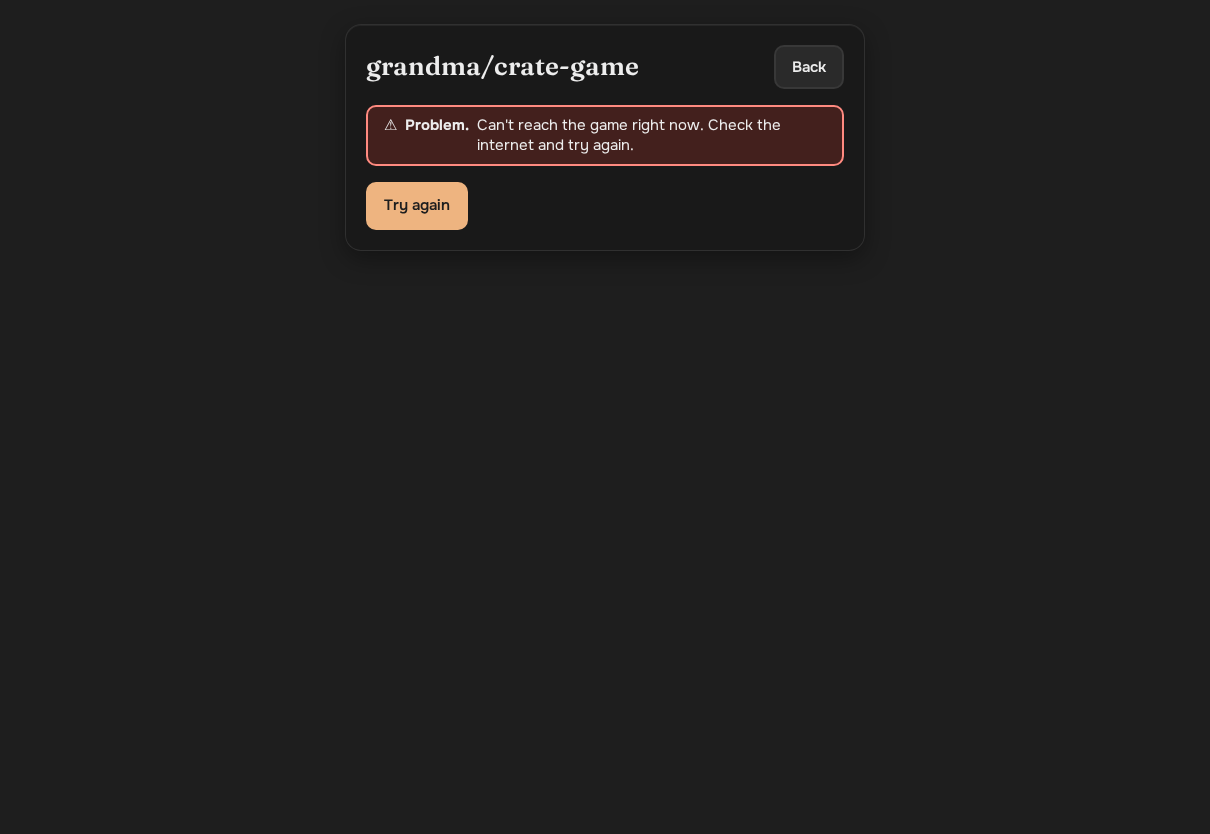 grandma/crate-game
Back
⚠ Problem. Can't reach the game right now. Check the
internet and try again.
Try again